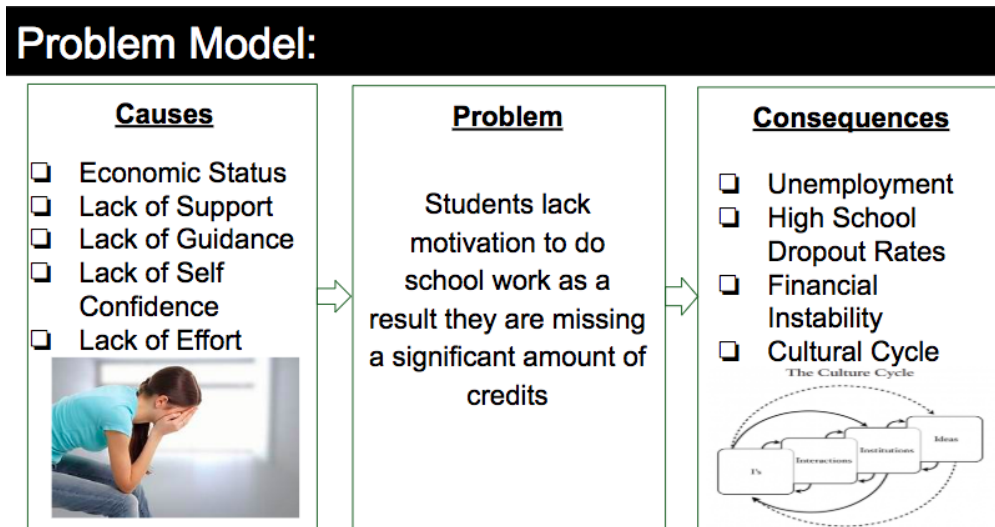 Problem Model:
Causes
❏ Economic Status
❏ Lack of Support
❏ Lack of Guidance
❏ Lack of Self
Confidence
❏ Lack of Effort
Problem
Students lack
motivation to do
school work as a
result they are missing
a significant amount of
credits
Consequences
❏ Unemployment
❏ High School
Dropout Rates
❏ Financial
Instability
❏ Cultural Cycle
The Culture Cycle
I's
Interactions
Institutions
Ideas